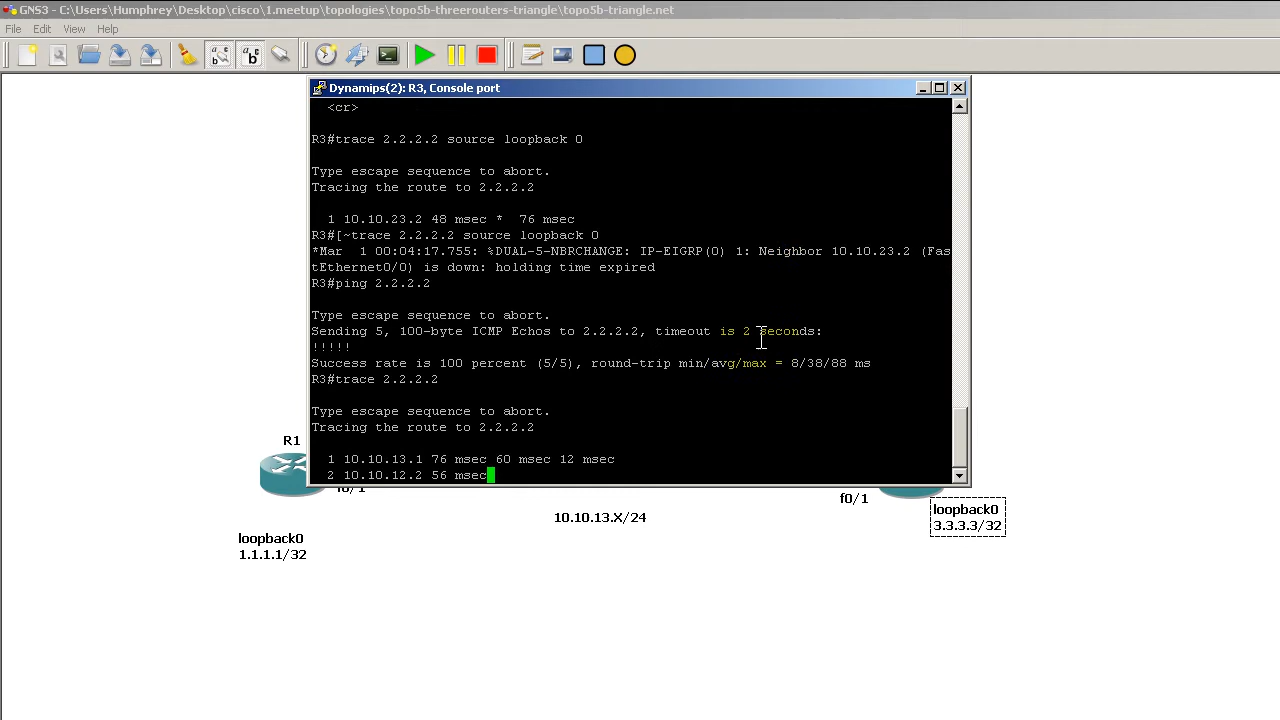 GNS3 - C:\Users\Humphrey\Desktop\cisco\1.meetup\topologies\topo5b-threerouters-triangle\topo5b-triangle.net
File Edit View Help
Dynamips(2): R3, Console port
<cr>
R3#trace 2.2.2.2 source loopback 0
Type escape sequence to abort.
Tracing the route to 2.2.2.2
1 10.10.23.2 48 msec * 76 msec
R3#[~trace 2.2.2.2 source loopback 0
*Mar 1 00:04:17.755: %DUAL-5-NBRCHANGE: IP-EIGRP(0) 1: Neighbor 10.10.23.2 (Fas
tEthernet0/0) is down: holding time expired
R3#ping 2.2.2.2
Type escape sequence to abort.
Sending 5, 100-byte ICMP Echos to 2.2.2.2, timeout is 2 seconds:
!!!!!
Success rate is 100 percent (5/5), round-trip min/avg/max = 8/38/88 ms
R3#trace 2.2.2.2
Type escape sequence to abort.
Tracing the route to 2.2.2.2
1 10.10.13.1 76 msec 60 msec 12 msec
2 10.10.12.2 56 msec
R1
f0/1
f0/1
10.10.13.X/24
loopback0
3.3.3.3/32
loopback0
1.1.1.1/32